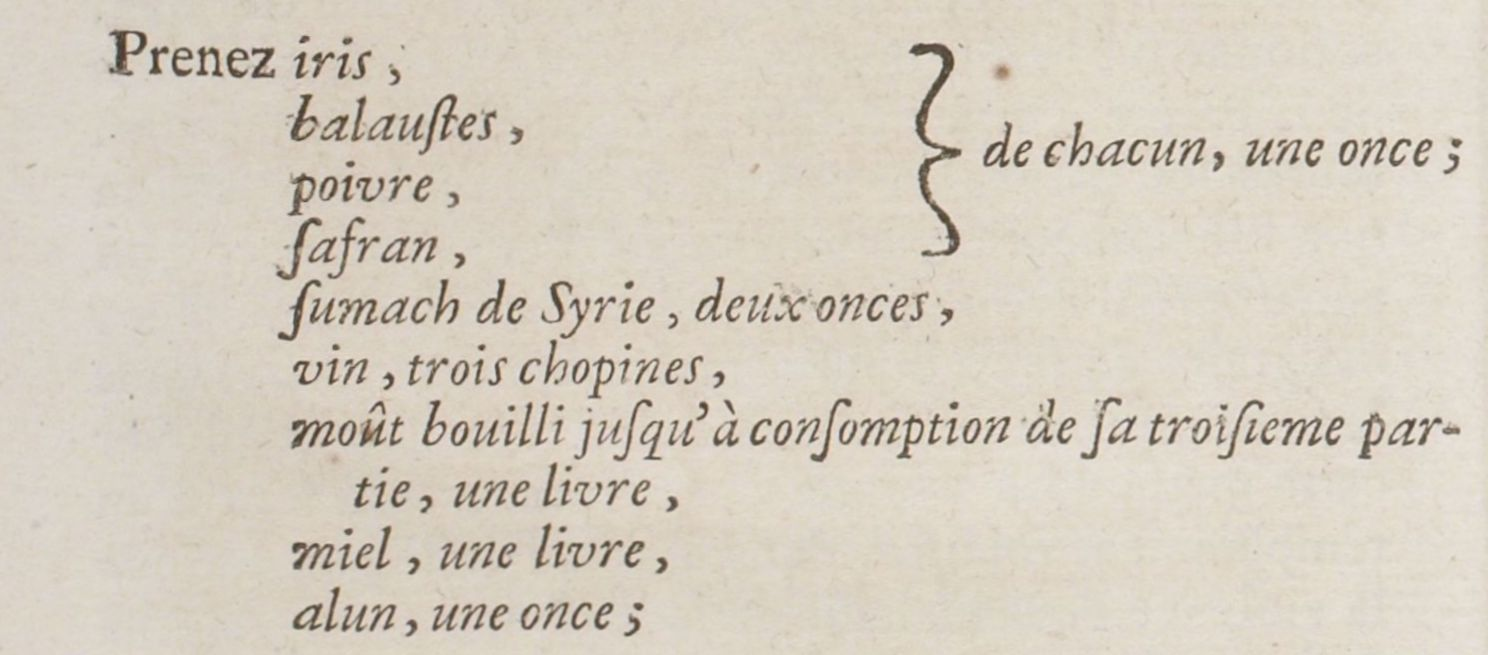 Prenez iris ,
balauſtes ,
poivre ,
ſafran ,
} de chacun, une once ;
ſumach de Syrie , deux onces ,
vin , trois chopines ,
moût bouilli juſqu'à conſomption de ſa troiſieme par-
tie , une livre ,
miel , une livre ,
alun , une once ;